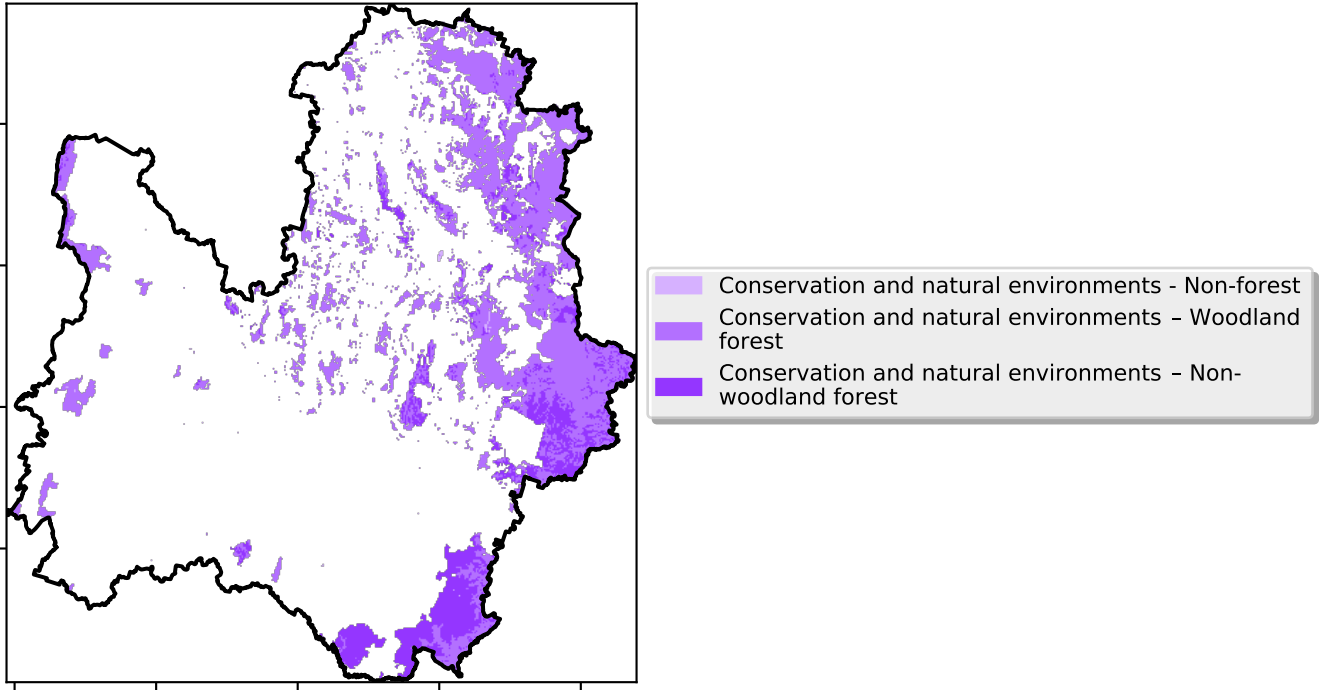 Conservation and natural environments - Non-forest
Conservation and natural environments – Woodland
forest
Conservation and natural environments – Non-
woodland forest